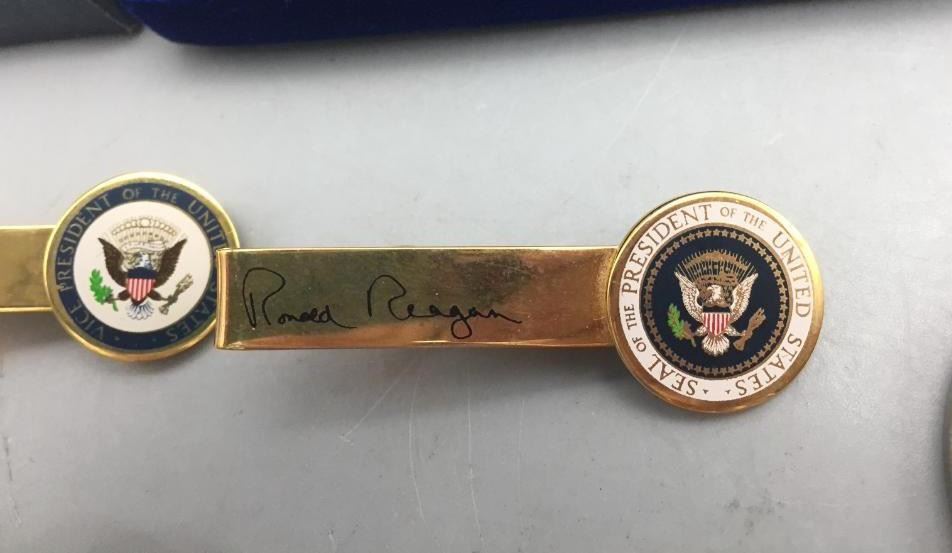 VICE PRESIDENT OF THE UNITED STATES
Ronald Reagan
SEAL OF THE PRESIDENT OF THE UNITED STATES